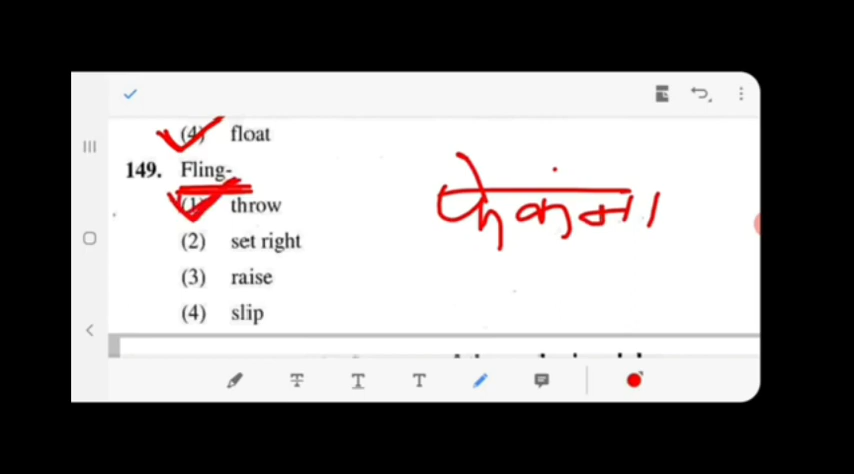 (4) float
149. Fling-
(1) throw
फेंकना।
(2) set right
(3) raise
(4) slip
T T T